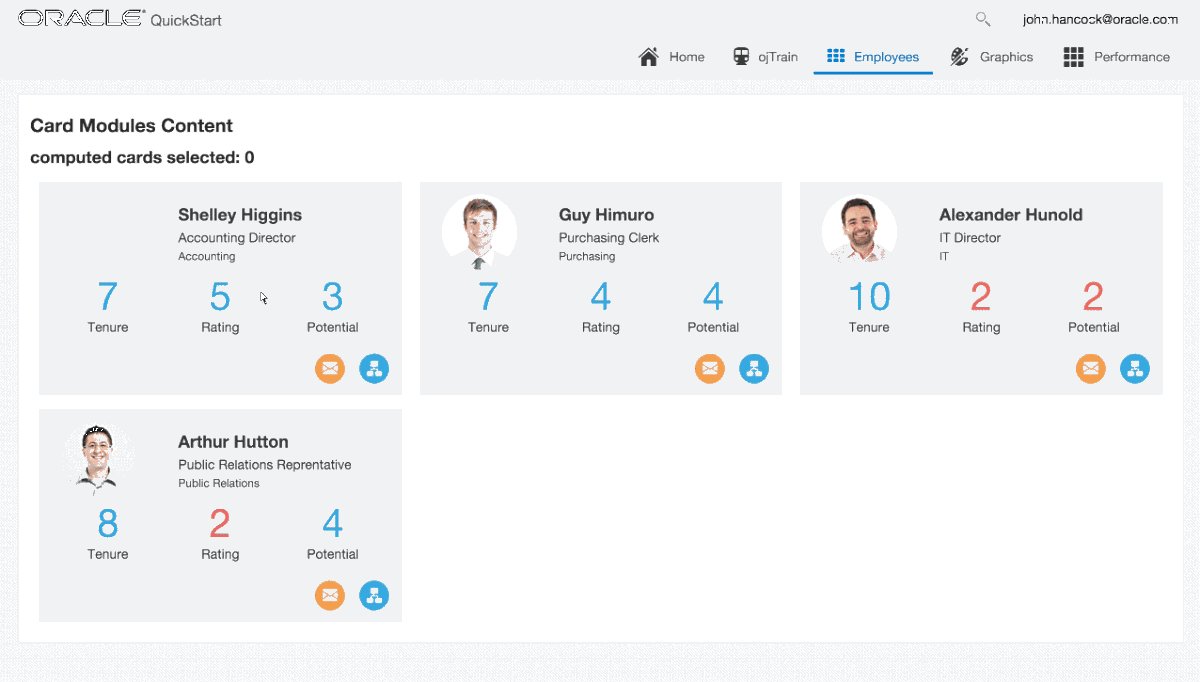 ORACLE® QuickStart
john.hancock@oracle.com
Home
ojTrain
Employees
Graphics
Performance
Card Modules Content
computed cards selected: 0
Shelley Higgins
Accounting Director
Accounting
7 5 3
Tenure Rating Potential
Guy Himuro
Purchasing Clerk
Purchasing
7 4 4
Tenure Rating Potential
Alexander Hunold
IT Director
IT
10 2 2
Tenure Rating Potential
Arthur Hutton
Public Relations Reprentative
Public Relations
8 2 4
Tenure Rating Potential